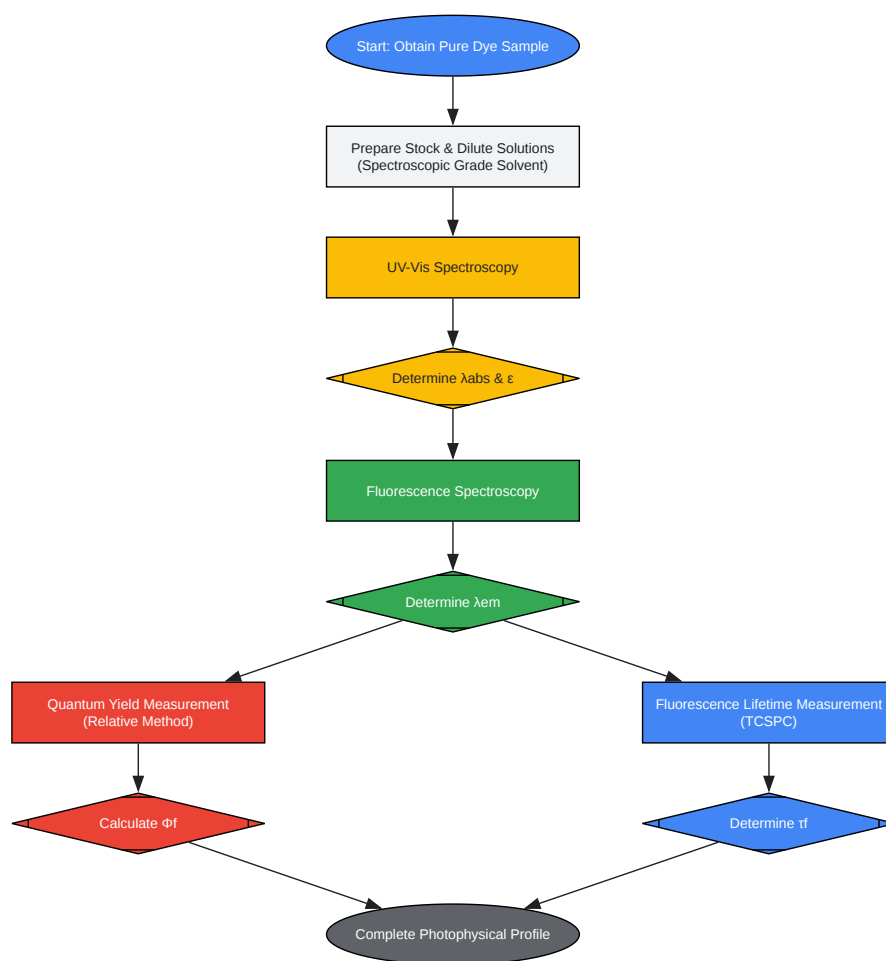 Start: Obtain Pure Dye Sample
Prepare Stock & Dilute Solutions
(Spectroscopic Grade Solvent)
UV-Vis Spectroscopy
Determine λabs & ε
Fluorescence Spectroscopy
Determine λem
Quantum Yield Measurement
(Relative Method)
Fluorescence Lifetime Measurement
(TCSPC)
Calculate Φf
Determine τf
Complete Photophysical Profile